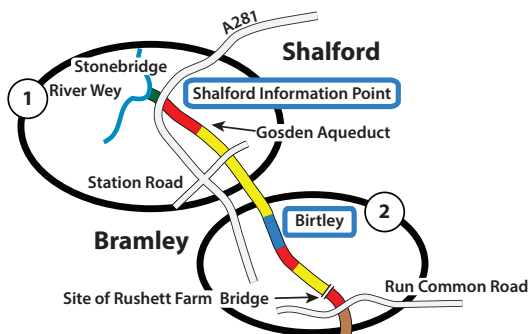 A281
Shalford
Stonebridge
1
River Wey
Shalford Information Point
Gosden Aqueduct
Station Road
2
Birtley
Bramley
Run Common Road
Site of Rushett Farm Bridge